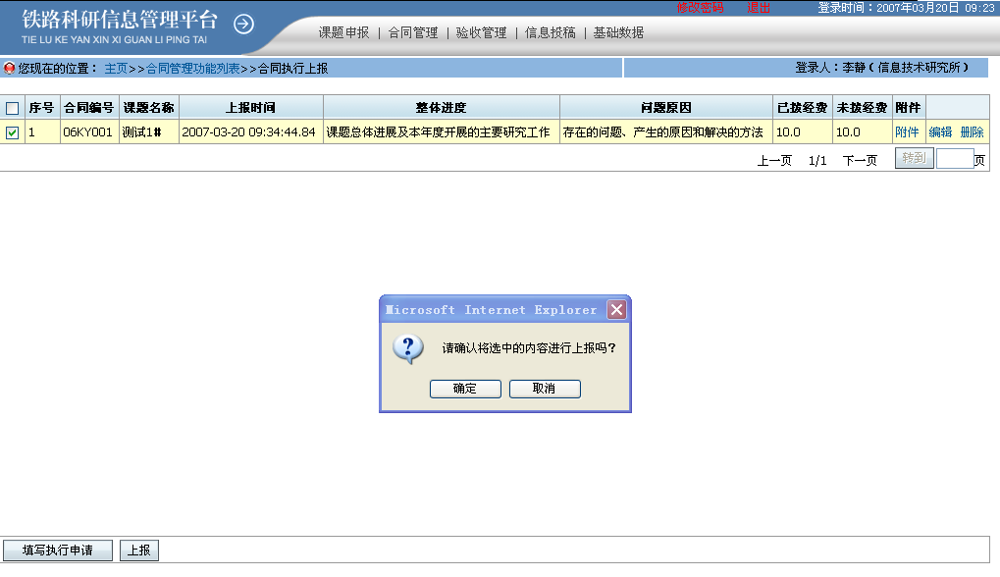 修改密码 退出 登录时间：2007年03月20日 09:23
铁路科研信息管理平台
TIE LU KE YAN XIN XI GUAN LI PING TAI
课题申报 | 合同管理 | 验收管理 | 信息投稿 | 基础数据
您现在的位置： 主页>>合同管理功能列表>>合同执行上报 登录人：李静（信息技术研究所）
序号 合同编号 课题名称 上报时间 整体进度 问题原因 已拨经费 未拨经费 附件
1 06KY001 测试1# 2007-03-20 09:34:44.84 课题总体进展及本年度开展的主要研究工作 存在的问题、产生的原因和解决的方法 10.0 10.0 附件 编辑 删除
上一页 1/1 下一页 转到 页
Microsoft Internet Explorer
请确认将选中的内容进行上报吗？
确定 取消
填写执行申请 上报